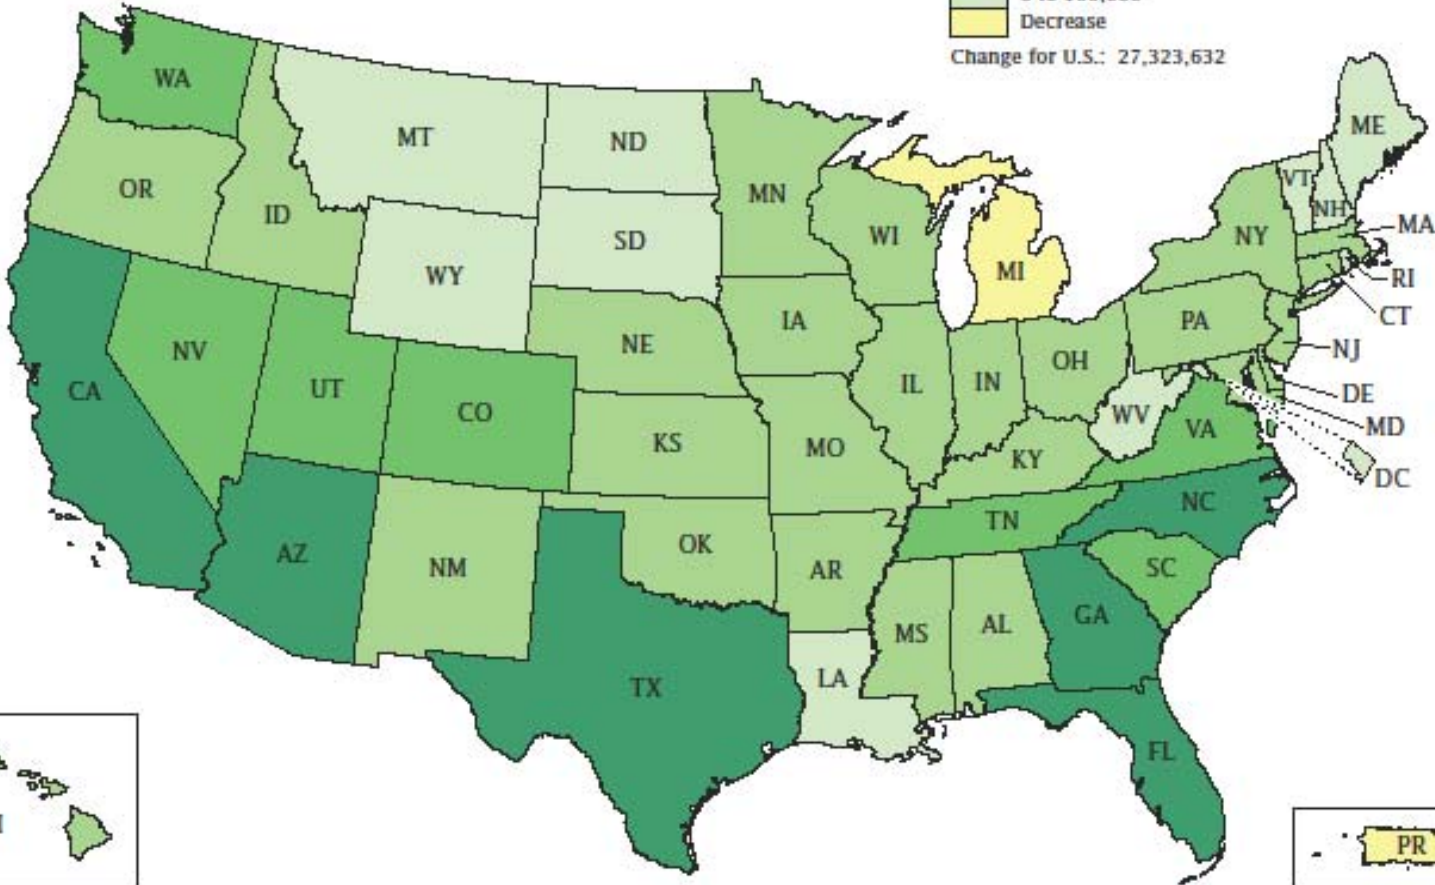 Decrease
Change for U.S.: 27,323,632
WA
MT
ND
ME
OR
ID
MN
VT
NH
WI
NY
MA
SD
WY
MI
RI
CT
IA
PA
NV
NE
OH
NJ
CA
UT
CO
IL
IN
DE
WV
MD
KS
MO
KY
VA
DC
NC
TN
AZ
NM
OK
AR
SC
GA
MS
AL
LA
TX
FL
PR